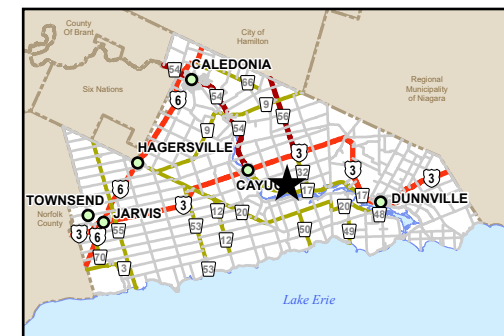 County
Of Brant
City of
Hamilton
54
CALEDONIA
66
Six Nations
6
54
9
56
Regional
Municipality
of Niagara
9
54
HAGERSVILLE
3
32
3
3
6
CAYU
17
17
TOWNSEND
3
DUNNVILLE
Norfolk
County
JARVIS
12
20
20
48
3
6
55
53
12
50
49
70
3
53
Lake Erie